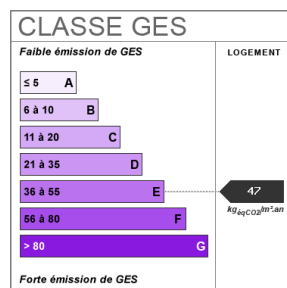 CLASSE GES
Faible émission de GES
LOGEMENT
≤ 5 A
6 à 10 B
11 à 20 C
21 à 35 D
36 à 55 E
47
kgéqCO2/m².an
56 à 80 F
> 80 G
Forte émission de GES